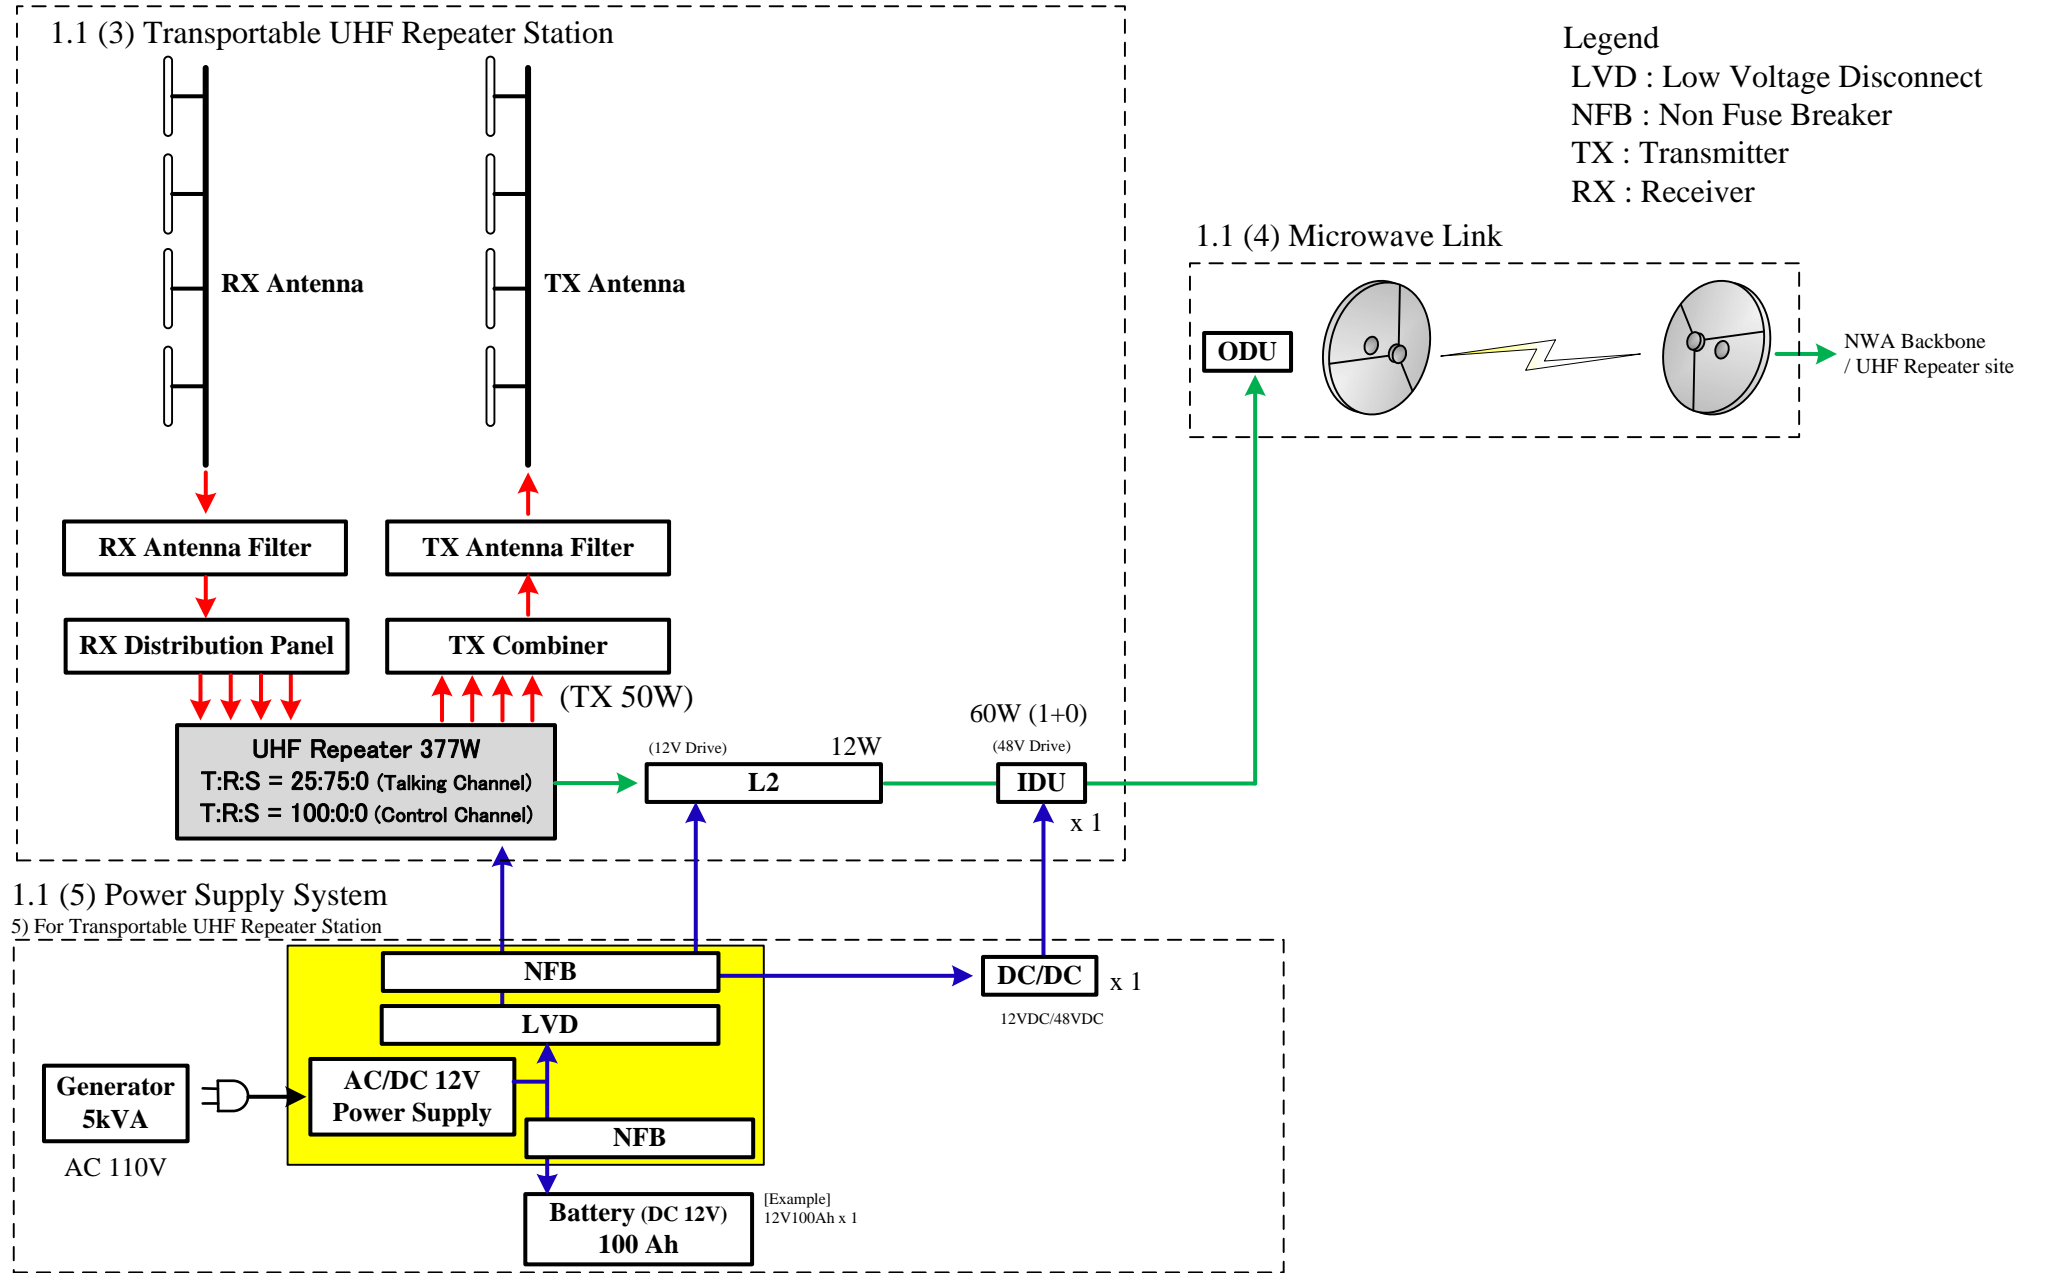 1.1 (3) Transportable UHF Repeater Station
Legend
LVD : Low Voltage Disconnect
NFB : Non Fuse Breaker
TX : Transmitter
RX : Receiver
1.1 (4) Microwave Link
RX Antenna
TX Antenna
ODU
NWA Backbone
/ UHF Repeater site
RX Antenna Filter
TX Antenna Filter
RX Distribution Panel
TX Combiner
(TX 50W)
UHF Repeater 377W
T:R:S = 25:75:0 (Talking Channel)
T:R:S = 100:0:0 (Control Channel)
(12V Drive)
12W
L2
60W (1+0)
(48V Drive)
IDU
x 1
1.1 (5) Power Supply System
5) For Transportable UHF Repeater Station
NFB
DC/DC
x 1
12VDC/48VDC
LVD
Generator
5kVA
AC 110V
AC/DC 12V
Power Supply
NFB
Battery (DC 12V)
100 Ah
[Example]
12V100Ah x 1